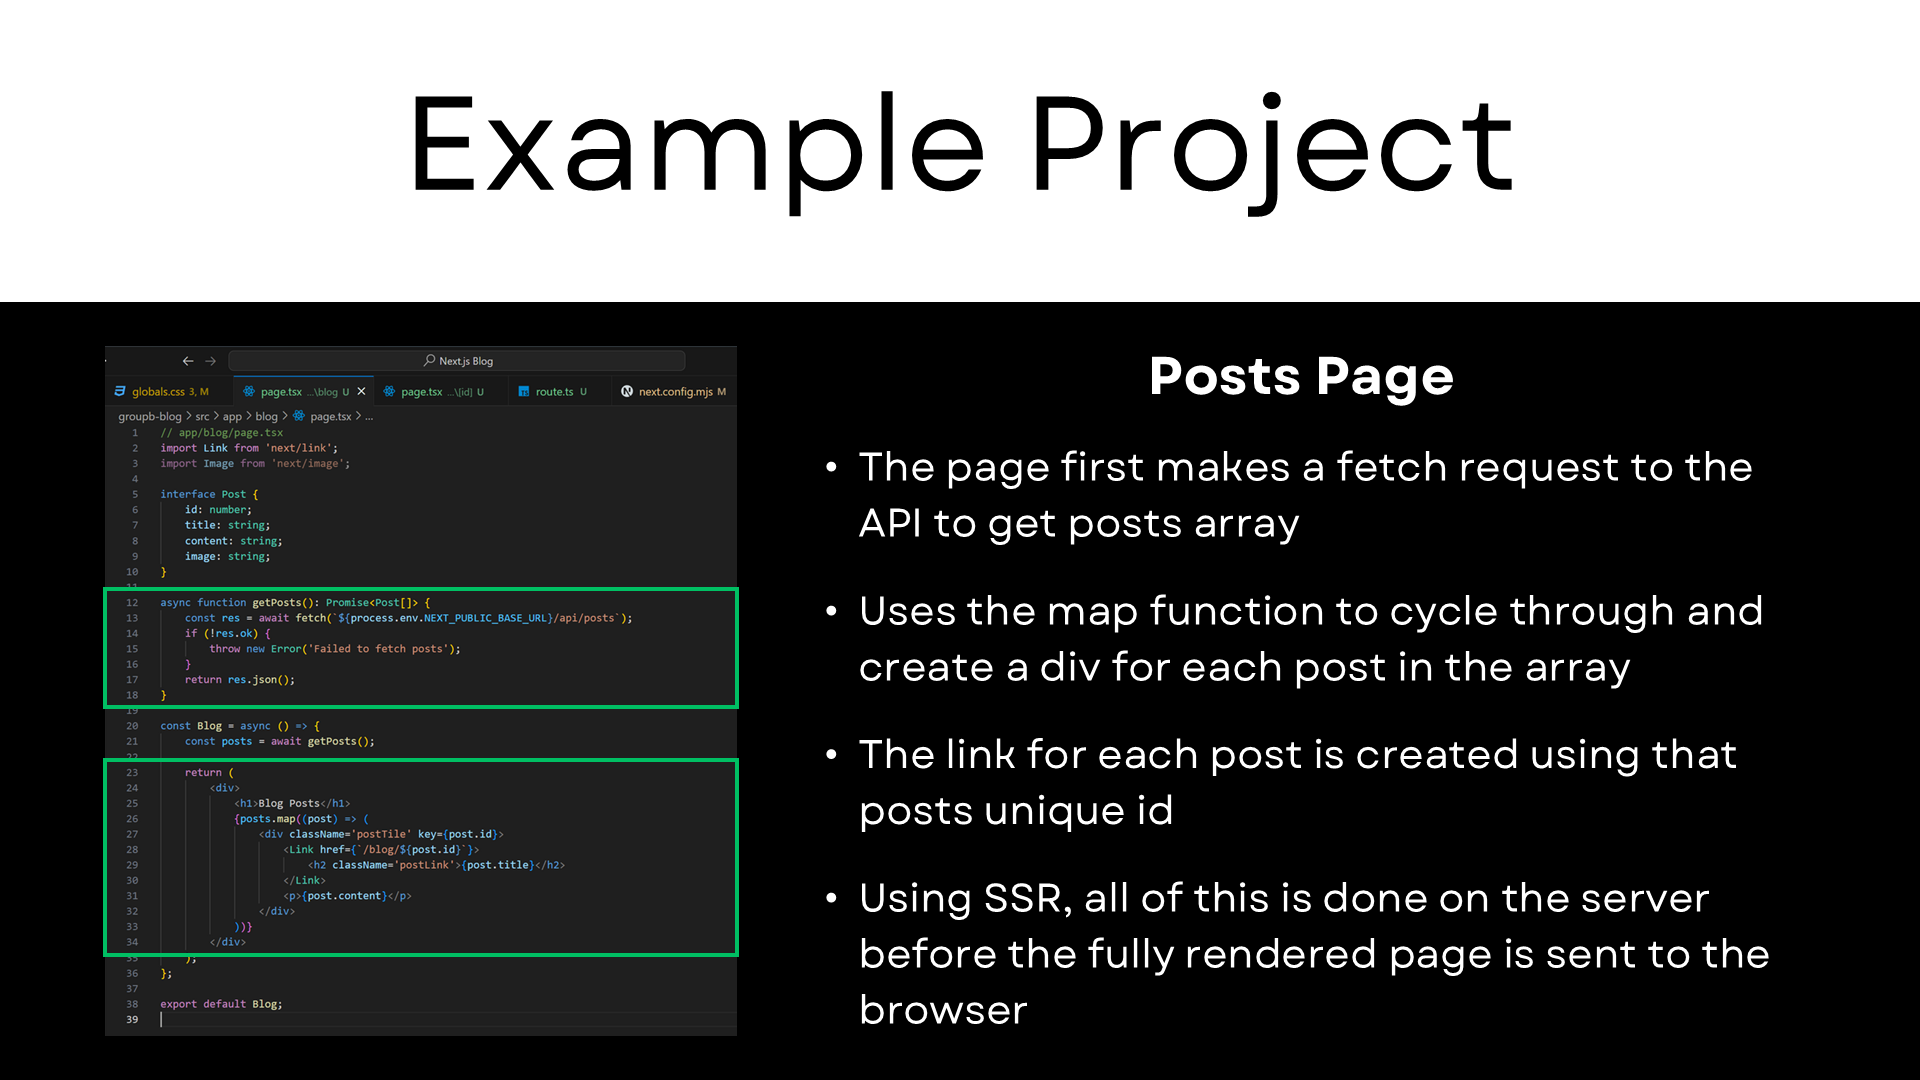 Example Project
Next.js Blog
globals.css 3, M
page.tsx ...\blog U
page.tsx ...\[id] U
route.ts U
next.config.mjs M
groupb-blog > src > app > blog > page.tsx > ...
1 // app/blog/page.tsx
2 import Link from 'next/link';
3 import Image from 'next/image';
4
5 interface Post {
6 id: number;
7 title: string;
8 content: string;
9 image: string;
10 }
11
12 async function getPosts(): Promise<Post[]> {
13 const res = await fetch(`${process.env.NEXT_PUBLIC_BASE_URL}/api/posts`);
14 if (!res.ok) {
15 throw new Error('Failed to fetch posts');
16 }
17 return res.json();
18 }
19
20 const Blog = async () => {
21 const posts = await getPosts();
22
23 return (
24 <div>
25 <h1>Blog Posts</h1>
26 {posts.map((post) => (
27 <div className='postTile' key={post.id}>
28 <Link href={`/blog/${post.id}`}>
29 <h2 className='postLink'>{post.title}</h2>
30 </Link>
31 <p>{post.content}</p>
32 </div>
33 ))}
34 </div>
35 );
36 };
37
38 export default Blog;
39
Posts Page
• The page first makes a fetch request to the
API to get posts array
• Uses the map function to cycle through and
create a div for each post in the array
• The link for each post is created using that
posts unique id
• Using SSR, all of this is done on the server
before the fully rendered page is sent to the
browser